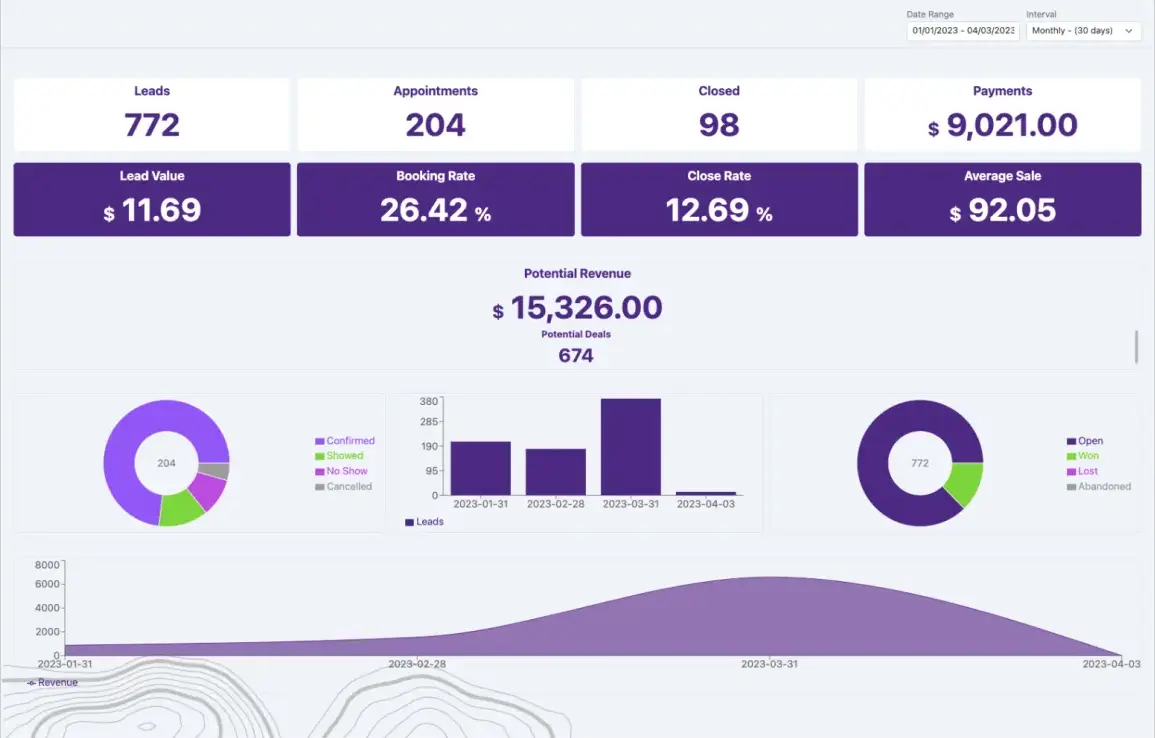 Date Range
Interval
01/01/2023 - 04/03/2023
Monthly - (30 days)
Leads
772
Appointments
204
Closed
98
Payments
$ 9,021.00
Lead Value
$ 11.69
Booking Rate
26.42 %
Close Rate
12.69 %
Average Sale
$ 92.05
Potential Revenue
$ 15,326.00
Potential Deals
674
204
Confirmed
Showed
No Show
Cancelled
380
285
190
95
0
2023-01-31
2023-02-28
2023-03-31
2023-04-03
Leads
772
Open
Won
Lost
Abandoned
8000
6000
4000
2000
0
2023-01-31
2023-02-28
2023-03-31
2023-04-03
Revenue